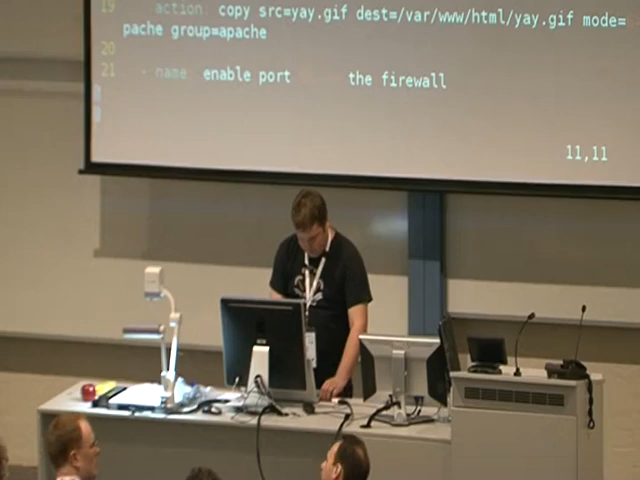 19 action: copy src=yay.gif dest=/var/www/html/yay.gif mode=
pache group=apache
20
21 - name enable port the firewall
11,11